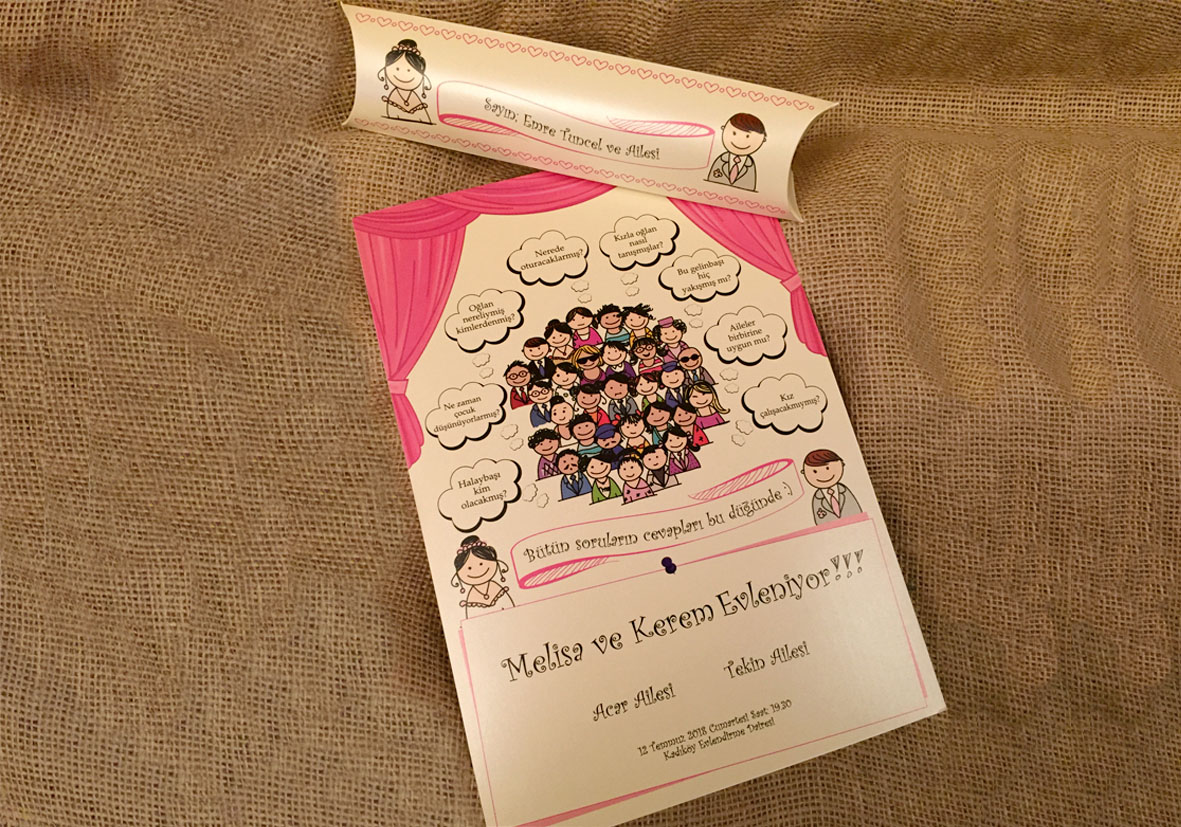 Sayın; Emre Tuncel ve Ailesi
Nerede
oturacaklarmış?
Kızla oğlan
nasıl
tanışmışlar?
Bu gelinbaşı
hiç
yakışmış mı?
Oğlan
nereliymiş
kimlerdenmiş?
Aileler
birbirine
uygun mu?
Ne zaman
çocuk
düşünüyorlarmış?
Kız
çalışacakmıymış?
Halaybaşı
kim
olacakmış?
Bütün soruların cevapları bu düğünde :)
Melisa ve Kerem Evleniyor!!!
Acar Ailesi
Tekin Ailesi
12 Temmuz 2018 Cumartesi Saat: 19:30
Kadıköy Evlendirme Dairesi